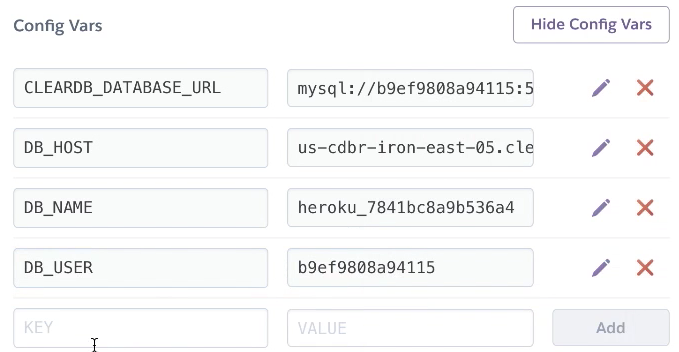 Config Vars
Hide Config Vars
CLEARDB_DATABASE_URL mysql://b9ef9808a94115:5
DB_HOST us-cdbr-iron-east-05.cle
DB_NAME heroku_7841bc8a9b536a4
DB_USER b9ef9808a94115
KEY VALUE Add